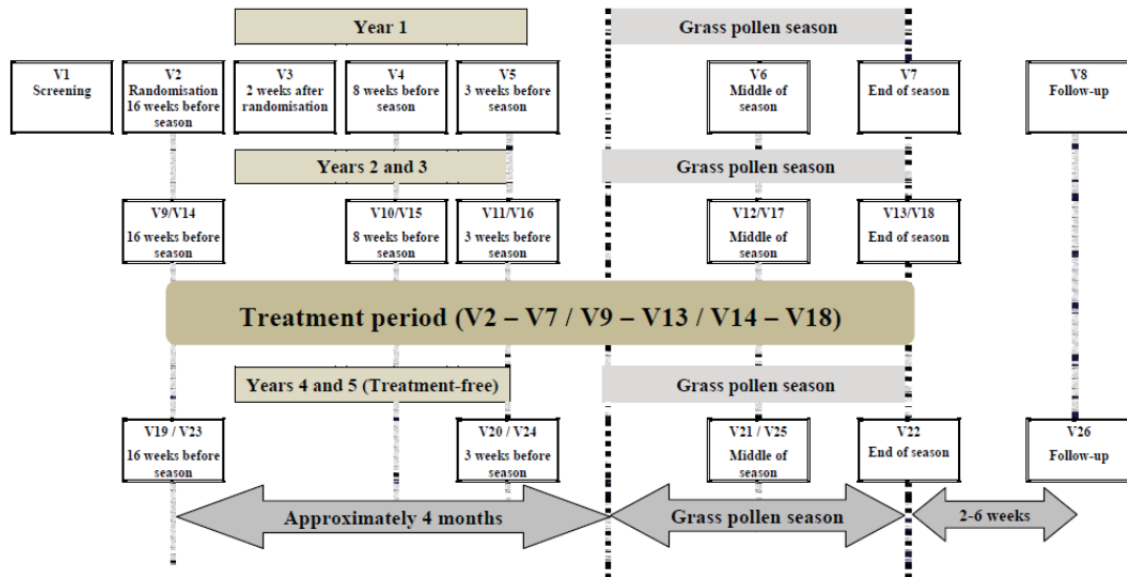 Year 1
Grass pollen season
V1
Screening
V2
Randomisation
16 weeks before
season
V3
2 weeks after
randomisation
V4
8 weeks before
season
V5
3 weeks before
season
V6
Middle of
season
V7
End of season
V8
Follow-up
Years 2 and 3
Grass pollen season
V9/V14
16 weeks before
season
V10/V15
8 weeks before
season
V11/V16
3 weeks before
season
V12/V17
Middle of
season
V13/V18
End of season
Treatment period (V2 – V7 / V9 – V13 / V14 – V18)
Years 4 and 5 (Treatment-free)
Grass pollen season
V19 / V23
16 weeks before
season
V20 / V24
3 weeks before
season
V21 / V25
Middle of
season
V22
End of season
V26
Follow-up
Approximately 4 months
Grass pollen season
2-6 weeks